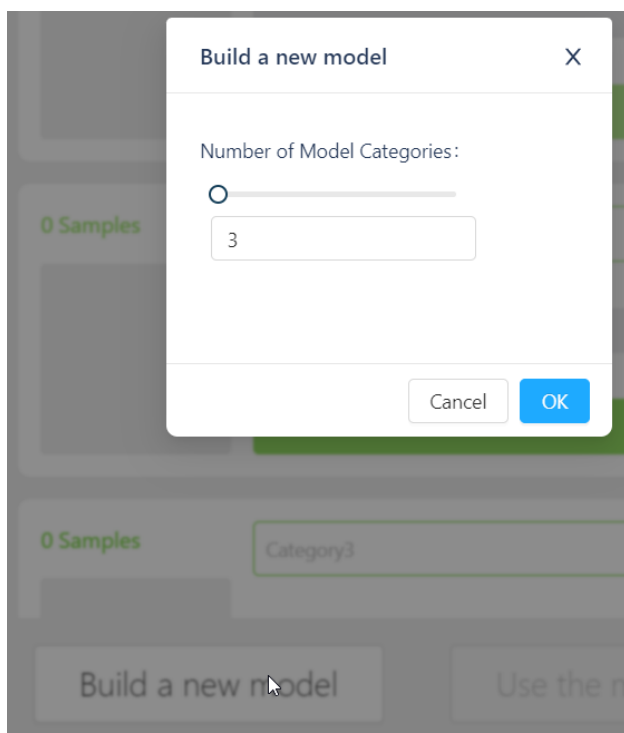 Build a new model X
Number of Model Categories:
3
Cancel OK
0 Samples
0 Samples
Category3
Build a new model
Use the